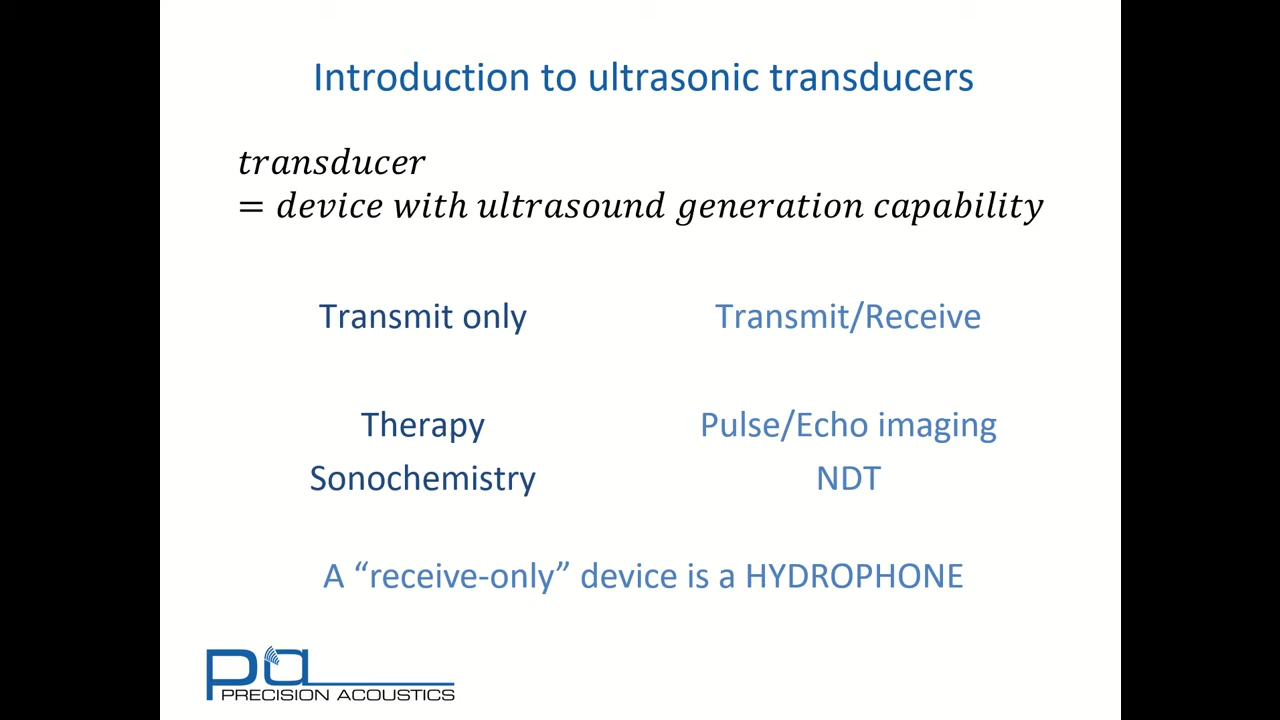 Introduction to ultrasonic transducers
transducer
= device with ultrasound generation capability
Transmit only
Transmit/Receive
Therapy
Pulse/Echo imaging
Sonochemistry
NDT
A “receive-only” device is a HYDROPHONE
pa
PRECISION ACOUSTICS